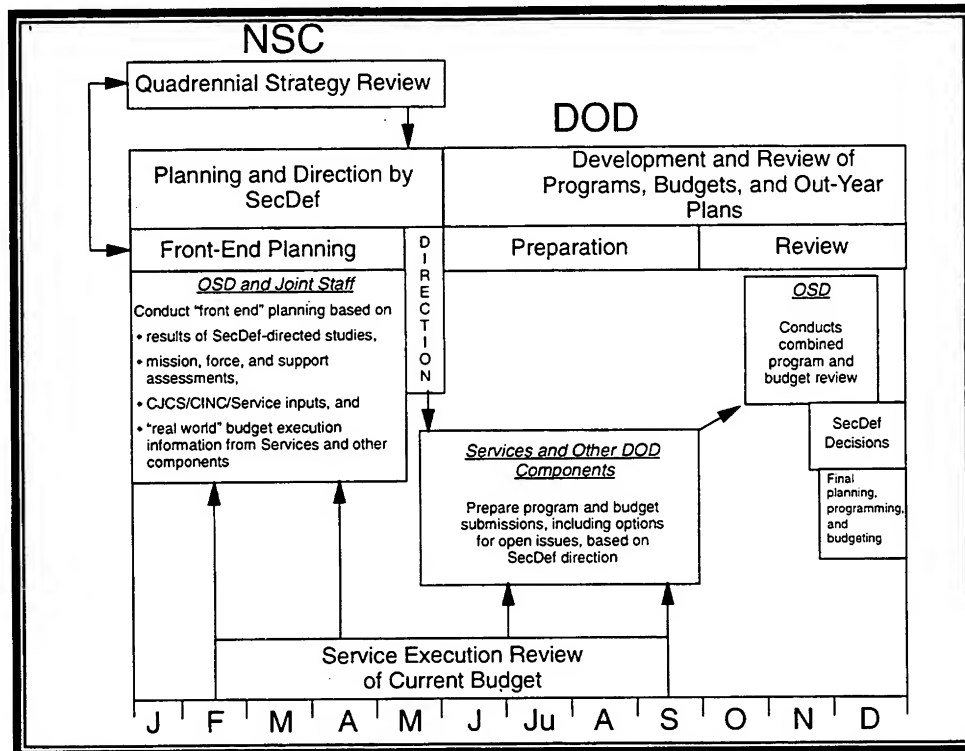 NSC
Quadrennial Strategy Review
DOD
Planning and Direction by
SecDef
Development and Review of
Programs, Budgets, and Out-Year
Plans
Front-End Planning
DIRECTION
Preparation
Review
OSD and Joint Staff
Conduct "front end" planning based on
• results of SecDef-directed studies,
• mission, force, and support
assessments,
• CJCS/CINC/Service inputs, and
• "real world" budget execution
information from Services and other
components
OSD
Conducts
combined
program and
budget review
SecDef
Decisions
Final
planning,
programming,
and
budgeting
Services and Other DOD
Components
Prepare program and budget
submissions, including options
for open issues, based on
SecDef direction
Service Execution Review
of Current Budget
J F M A M J Ju A S O N D